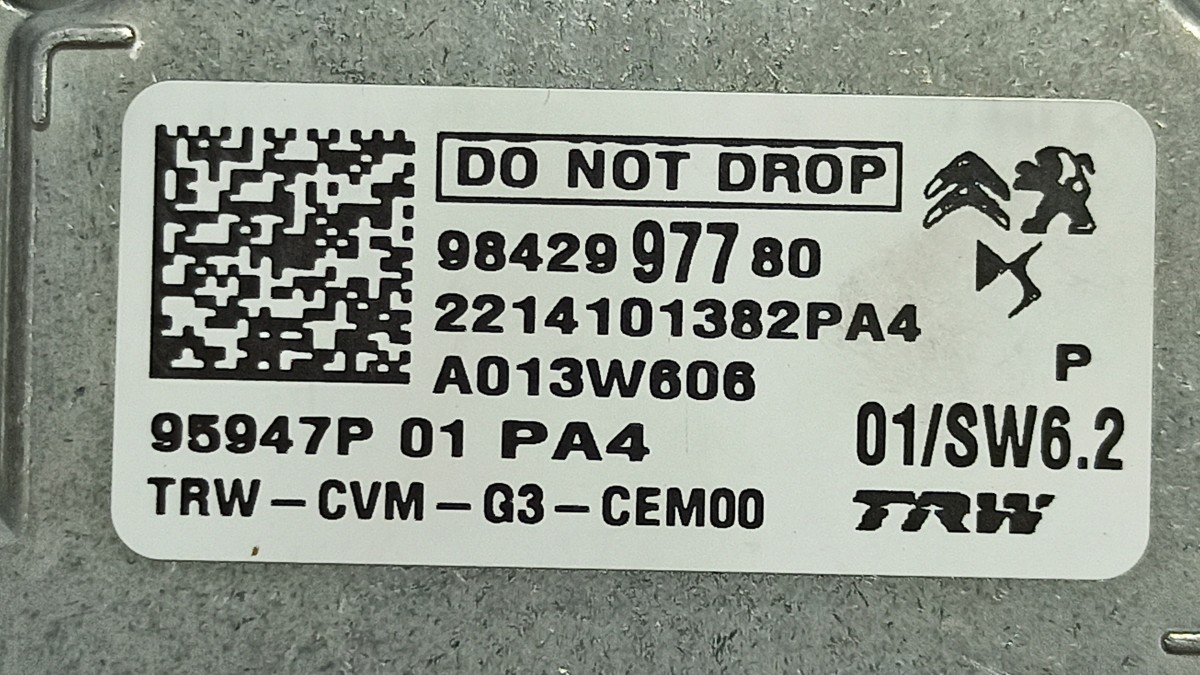 DO NOT DROP
98429 977 80
2214101382PA4
A013W606
P
95947P 01 PA4
01/SW6.2
TRW-CVM-G3-CEM00
TRW